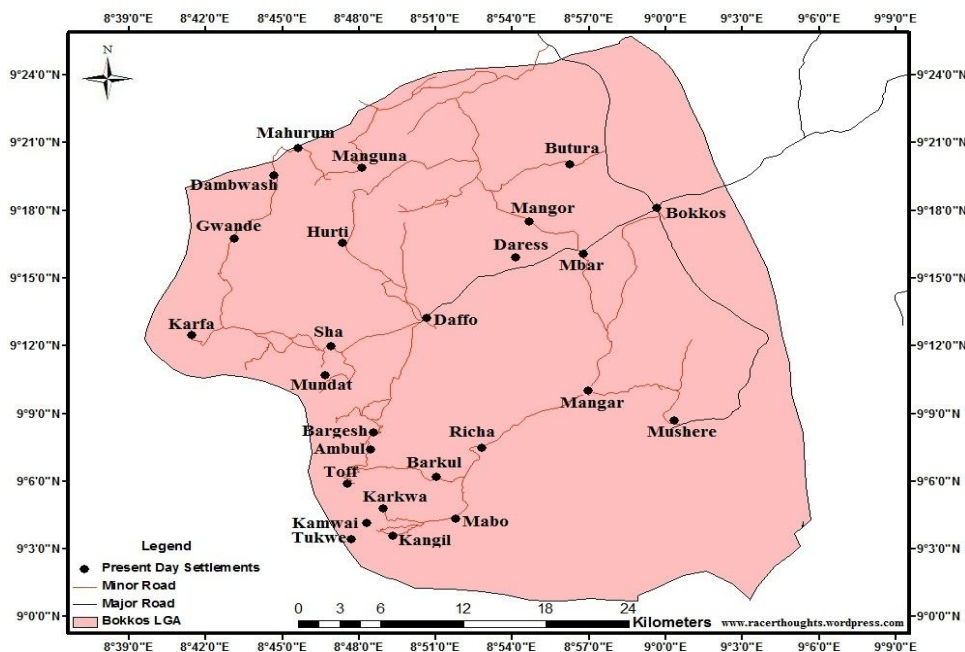 8°39'0"E 8°42'0"E 8°45'0"E 8°48'0"E 8°51'0"E 8°54'0"E 8°57'0"E 9°0'0"E 9°3'0"E 9°6'0"E 9°9'0"E
N
9°24'0"N 9°24'0"N
Mahurum
9°21'0"N 9°21'0"N
Manguna Butura
Dambwash
9°18'0"N Mangor Bokkos 9°18'0"N
Gwande Hurti
Daress
Mbar
9°15'0"N 9°15'0"N
Karfa Sha Daffo
9°12'0"N 9°12'0"N
Mundat
Mangar
9°9'0"N 9°9'0"N
Bargesh Richa Mushere
Ambul
Barkul
Toff
9°6'0"N 9°6'0"N
Karkwa
Kamwai Mabo
Tukwe Kangil
9°3'0"N 9°3'0"N
Legend
Present Day Settlements
Minor Road
Major Road
Bokkos LGA
9°0'0"N 9°0'0"N
0 3 6 12 18 24
Kilometers www.racerthoughts.wordpress.com
8°39'0"E 8°42'0"E 8°45'0"E 8°48'0"E 8°51'0"E 8°54'0"E 8°57'0"E 9°0'0"E 9°3'0"E 9°6'0"E 9°9'0"E